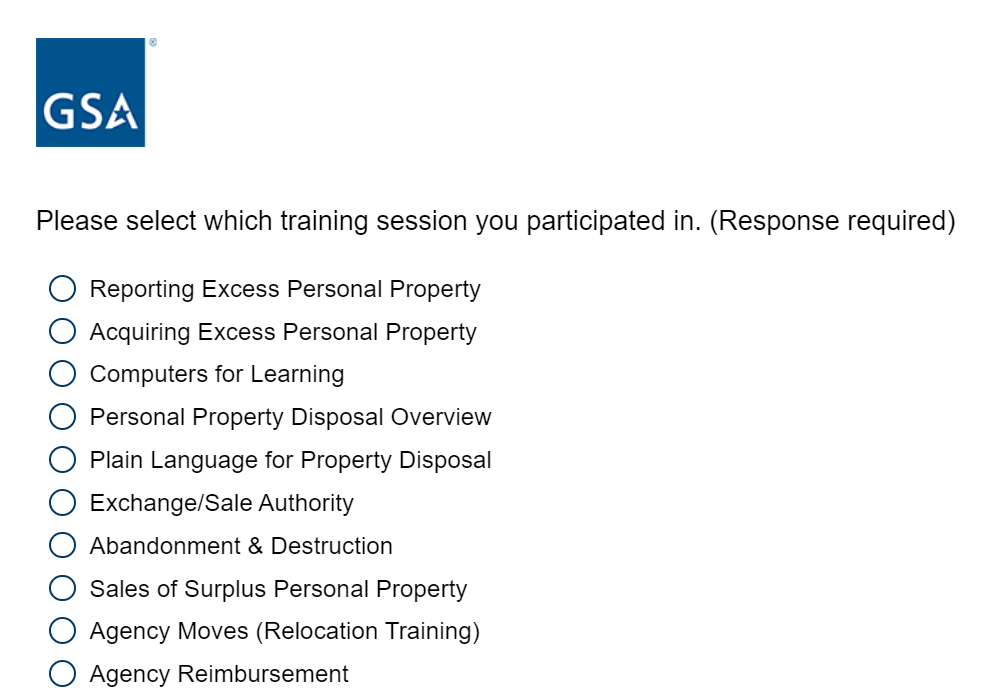 GSA ®
Please select which training session you participated in. (Response required)
Reporting Excess Personal Property
Acquiring Excess Personal Property
Computers for Learning
Personal Property Disposal Overview
Plain Language for Property Disposal
Exchange/Sale Authority
Abandonment & Destruction
Sales of Surplus Personal Property
Agency Moves (Relocation Training)
Agency Reimbursement